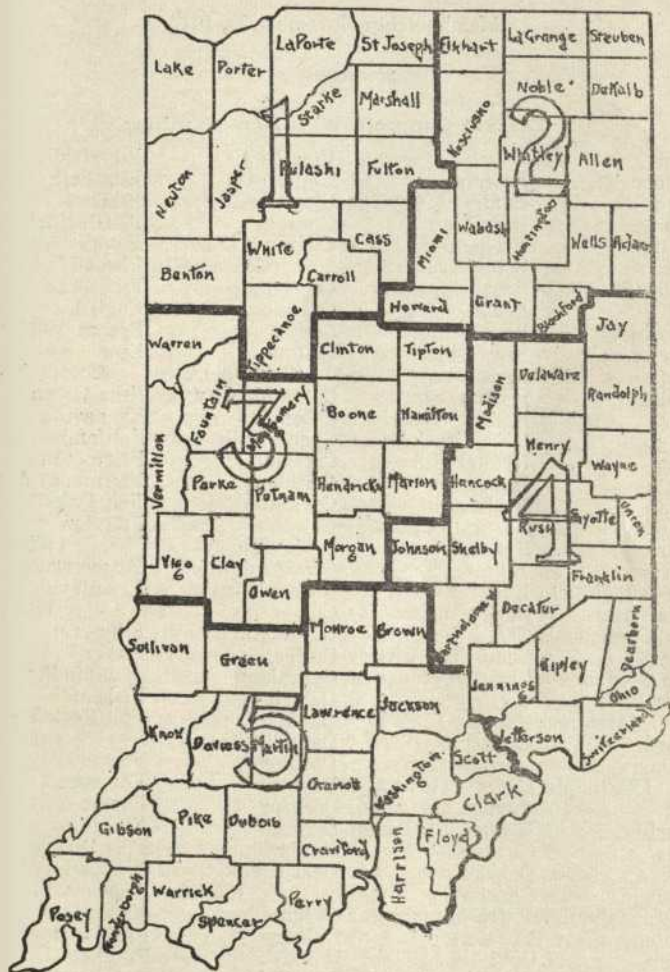 LaPorte
St Joseph
Elkhart
LaGrange
Steuben
Lake
Porter
Starke
Marshall
Kosciusko
Noble
DeKalb
1
2
Whitley
Allen
Newton
Jasper
Pulashi
Fulton
Miami
Wabash
Huntington
Wells
Adams
White
Cass
Benton
Carroll
Howard
Grant
Blackford
Jay
Warren
Tippecanoe
Clinton
Tipton
Madison
Delaware
Randolph
Fountain
3
Montgomery
Boone
Hamilton
Henry
Wayne
Vermillon
Parke
Putnam
Hendricks
Marion
Hancock
4
Rush
Fayotte
Union
Vigo
Clay
Owen
Morgan
Johnson
Shelby
Franklin
Decatur
Sullivan
Green
Monroe
Brown
Bartholomew
Jennings
Ripley
Dearborn
Ohio
Knox
Daviess
5
Martin
Lawrence
Jackson
Scott
Jefferson
Switzerland
Orange
Washington
Clark
Gibson
Pike
Dubois
Crawford
Harrison
Floyd
Posey
Vanderburgh
Warrick
Spencer
Perry